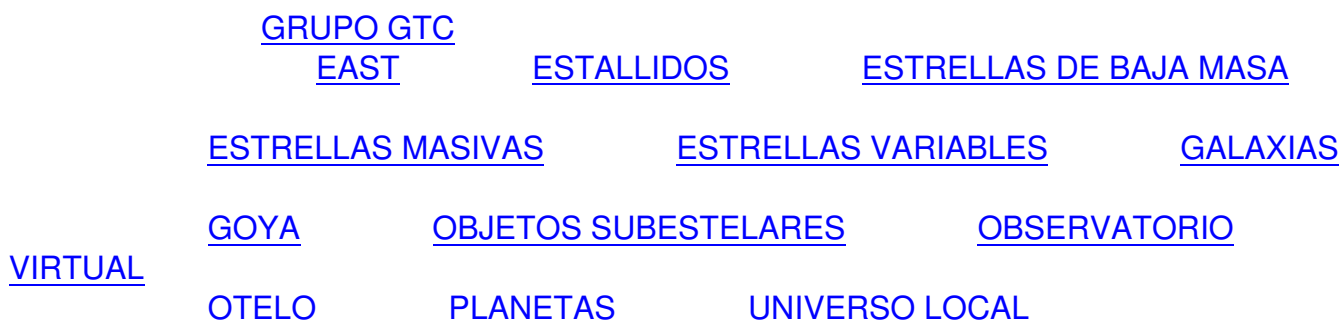 GRUPO GTC
EAST ESTALLIDOS ESTRELLAS DE BAJA MASA
ESTRELLAS MASIVAS ESTRELLAS VARIABLES GALAXIAS
GOYA OBJETOS SUBESTELARES OBSERVATORIO
VIRTUAL
OTELO PLANETAS UNIVERSO LOCAL